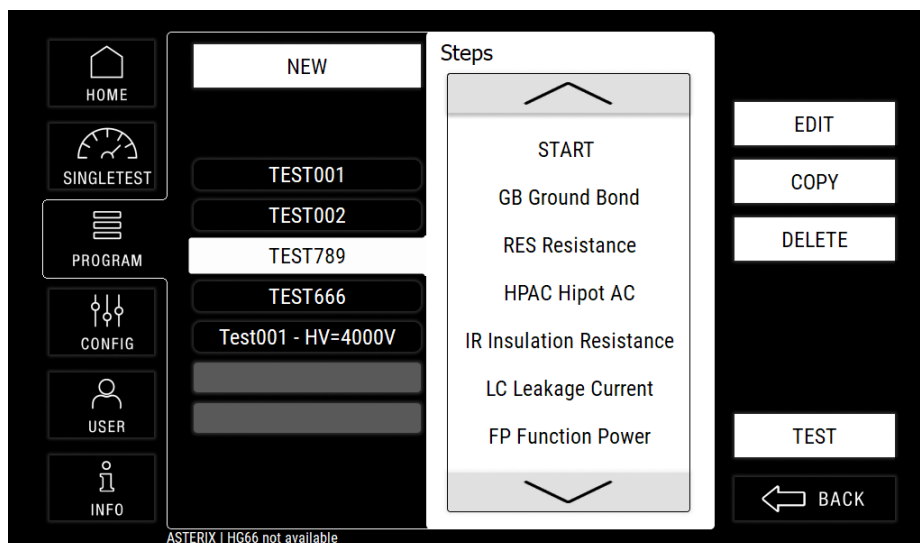 HOME
SINGLETEST
PROGRAM
CONFIG
USER
INFO
NEW
TEST001
TEST002
TEST789
TEST666
Test001 - HV=4000V
Steps
START
GB Ground Bond
RES Resistance
HPAC Hipot AC
IR Insulation Resistance
LC Leakage Current
FP Function Power
EDIT
COPY
DELETE
TEST
BACK
ASTERIX | HG66 not available